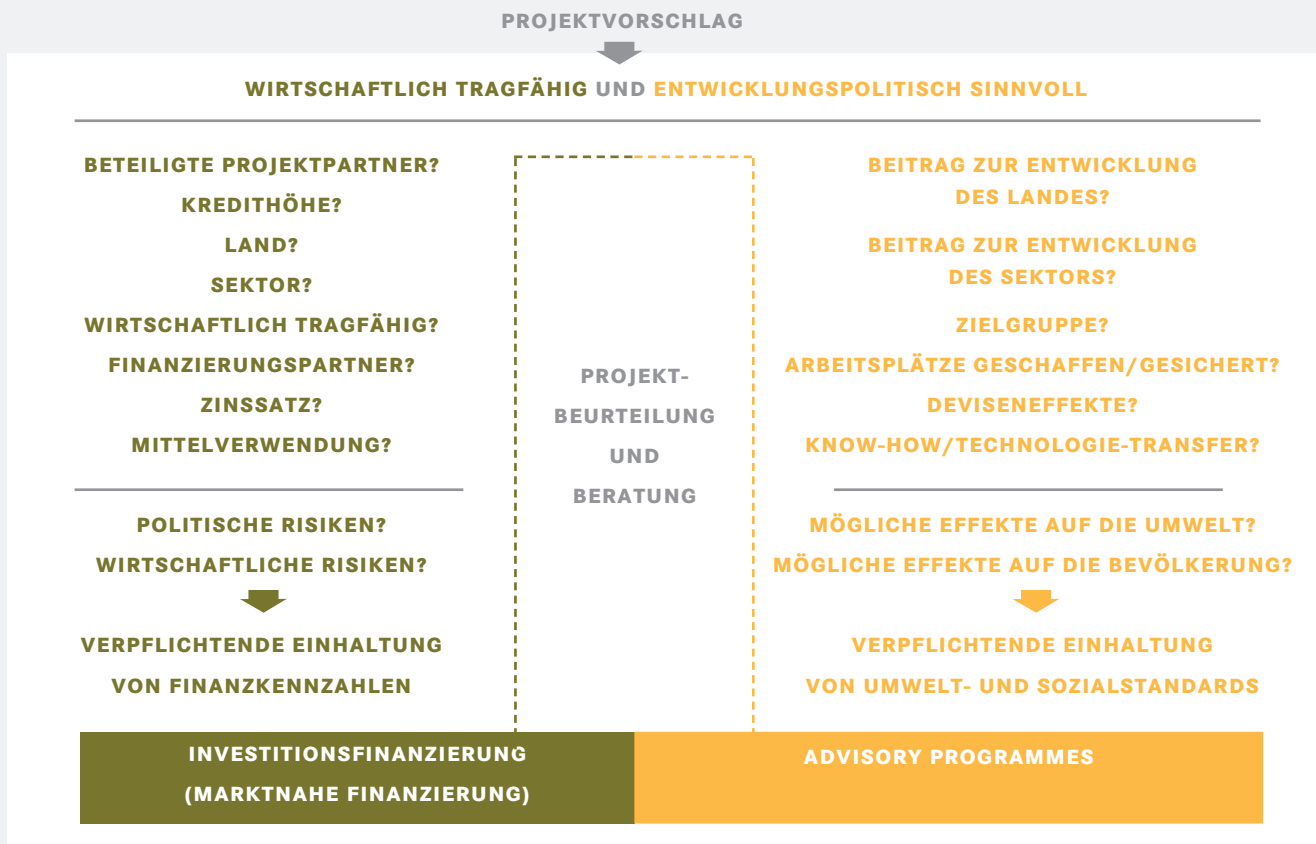 PROJEKTVORSCHLAG
WIRTSCHAFTLICH TRAGFÄHIG UND ENTWICKLUNGSPOLITISCH SINNVOLL
BETEILIGTE PROJEKTPARTNER?
KREDITHÖHE?
LAND?
SEKTOR?
WIRTSCHAFTLICH TRAGFÄHIG?
FINANZIERUNGSPARTNER?
ZINSSATZ?
MITTELVERWENDUNG?
POLITISCHE RISIKEN?
WIRTSCHAFTLICHE RISIKEN?
VERPFLICHTENDE EINHALTUNG
VON FINANZKENNZAHLEN
PROJEKT-
BEURTEILUNG
UND
BERATUNG
BEITRAG ZUR ENTWICKLUNG
DES LANDES?
BEITRAG ZUR ENTWICKLUNG
DES SEKTORS?
ZIELGRUPPE?
ARBEITSPLÄTZE GESCHAFFEN/GESICHERT?
DEVISENEFFEKTE?
KNOW-HOW/TECHNOLOGIE-TRANSFER?
MÖGLICHE EFFEKTE AUF DIE UMWELT?
MÖGLICHE EFFEKTE AUF DIE BEVÖLKERUNG?
VERPFLICHTENDE EINHALTUNG
VON UMWELT- UND SOZIALSTANDARDS
INVESTITIONSFINANZIERUNG
(MARKTNAHE FINANZIERUNG)
ADVISORY PROGRAMMES